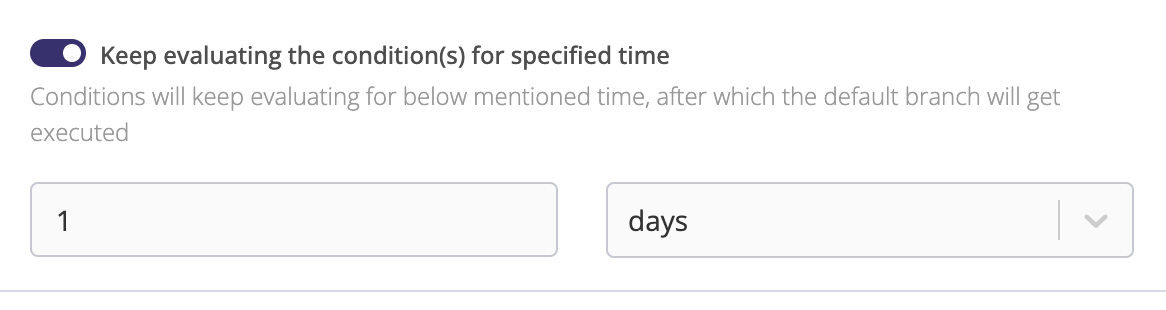 Keep evaluating the condition(s) for specified time
Conditions will keep evaluating for below mentioned time, after which the default branch will get
executed
1
days